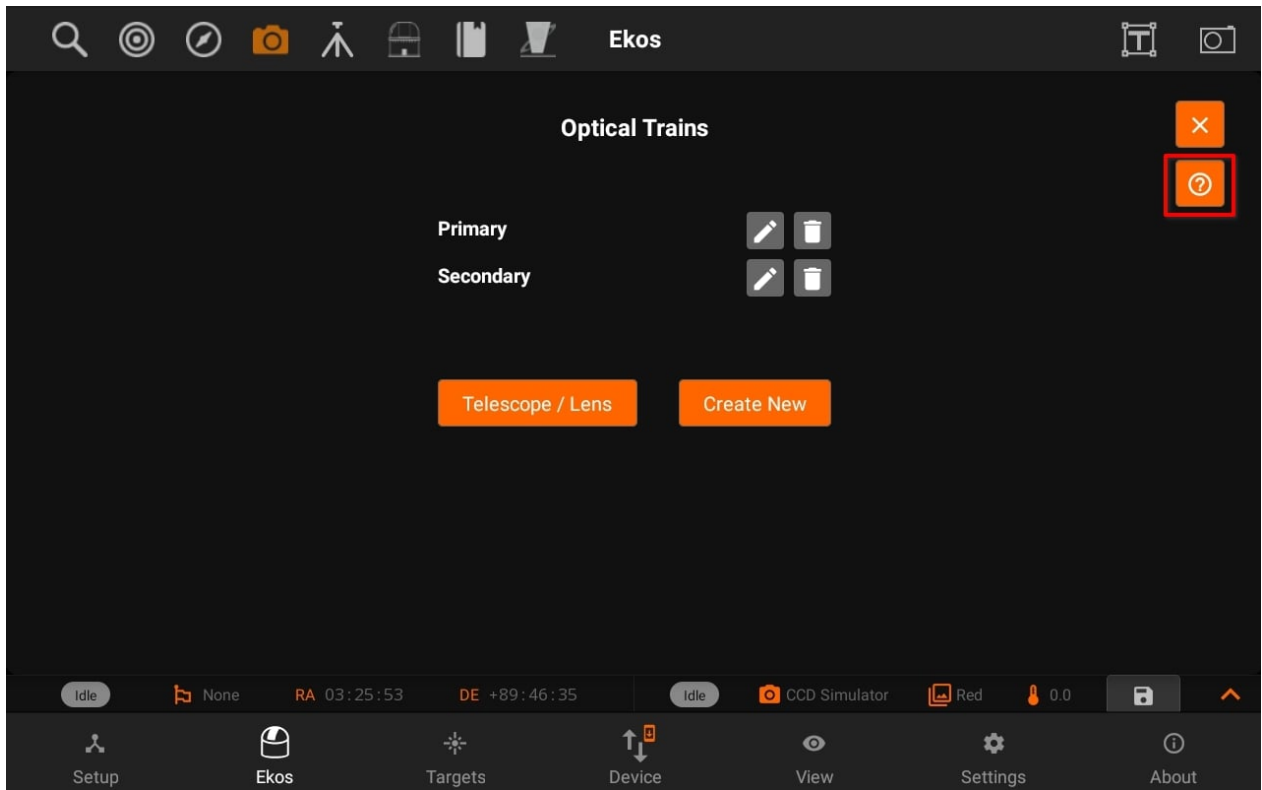 Ekos
Optical Trains
Primary
Secondary
Telescope / Lens Create New
Idle None RA 03:25:53 DE +89:46:35 Idle CCD Simulator Red 0.0
Setup Ekos Targets Device View Settings About